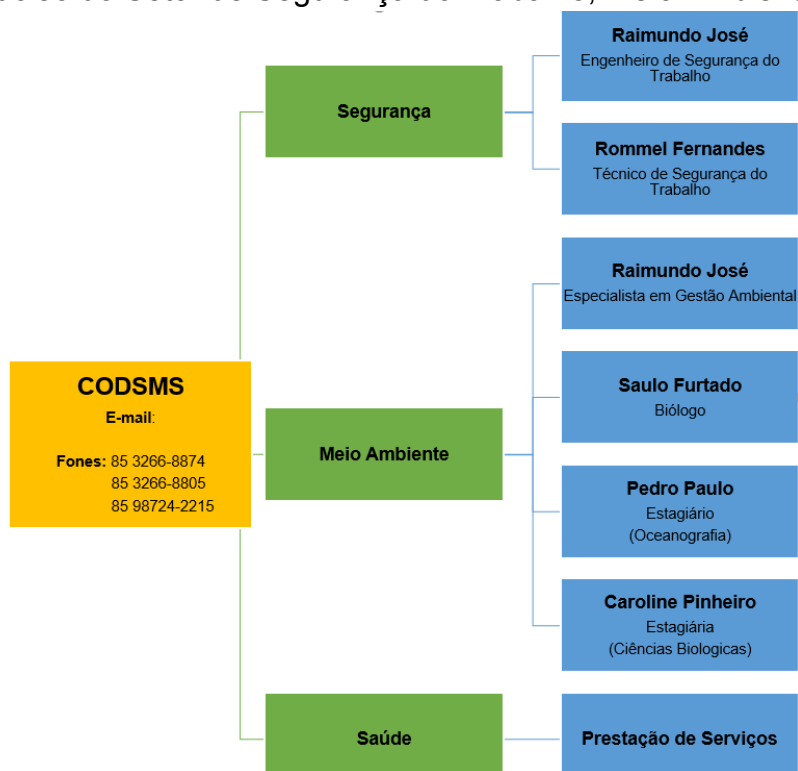 Segurança
Raimundo José
Engenheiro de Segurança do
Trabalho
Rommel Fernandes
Técnico de Segurança do
Trabalho
CODSMS
E-mail:
Fones: 85 3266-8874
85 3266-8805
85 98724-2215
Meio Ambiente
Raimundo José
Especialista em Gestão Ambiental
Saulo Furtado
Biólogo
Pedro Paulo
Estagiário
(Oceanografia)
Caroline Pinheiro
Estagiária
(Ciências Biologicas)
Saúde
Prestação de Serviços